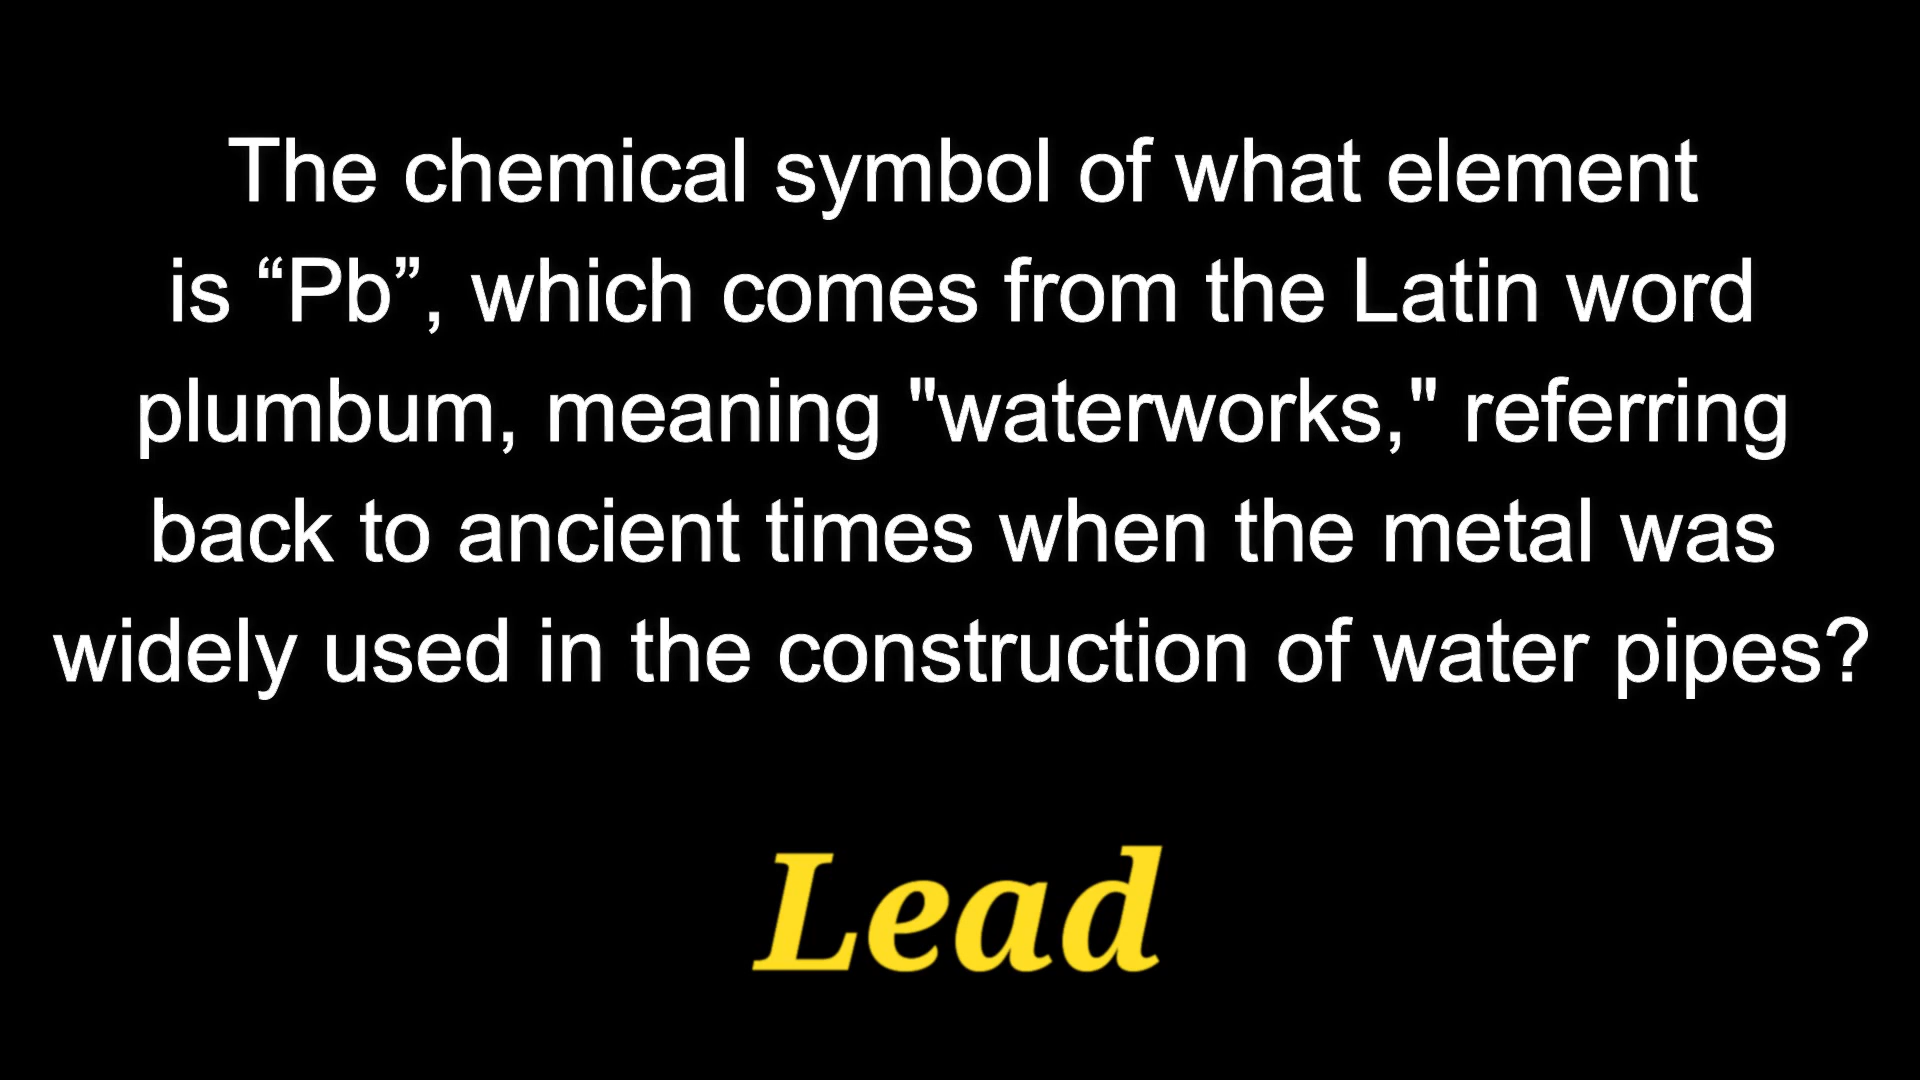 The chemical symbol of what element
is “Pb”, which comes from the Latin word
plumbum, meaning "waterworks," referring
back to ancient times when the metal was
widely used in the construction of water pipes?
Lead